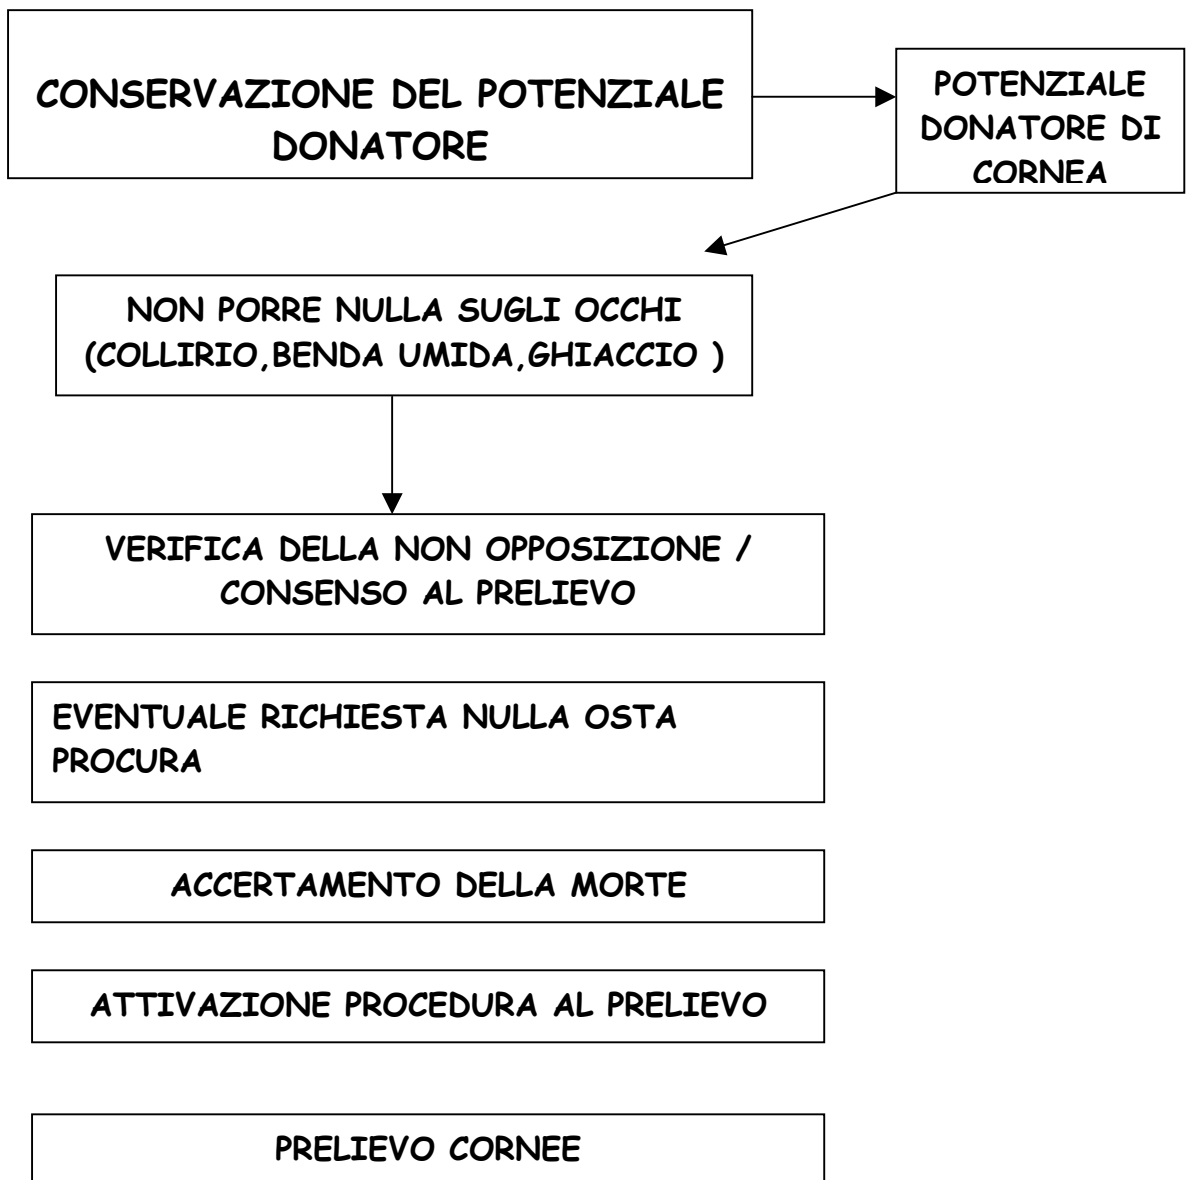 CONSERVAZIONE DEL POTENZIALE
DONATORE
POTENZIALE
DONATORE DI
CORNEA
NON PORRE NULLA SUGLI OCCHI
(COLLIRIO,BENDA UMIDA,GHIACCIO )
VERIFICA DELLA NON OPPOSIZIONE /
CONSENSO AL PRELIEVO
EVENTUALE RICHIESTA NULLA OSTA
PROCURA
ACCERTAMENTO DELLA MORTE
ATTIVAZIONE PROCEDURA AL PRELIEVO
PRELIEVO CORNEE